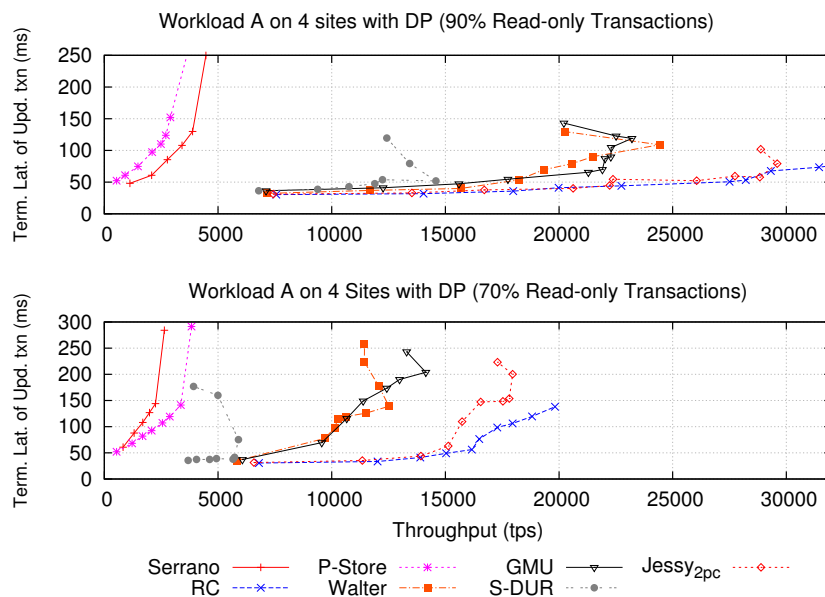 Workload A on 4 sites with DP (90% Read-only Transactions)
Term. Lat. of Upd. txn (ms)
250
200
150
100
50
0
0 5000 10000 15000 20000 25000 30000
Workload A on 4 Sites with DP (70% Read-only Transactions)
Term. Lat. of Upd. txn (ms)
300
250
200
150
100
50
0
0 5000 10000 15000 20000 25000 30000
Throughput (tps)
Serrano P-Store GMU Jessy2pc
RC Walter S-DUR